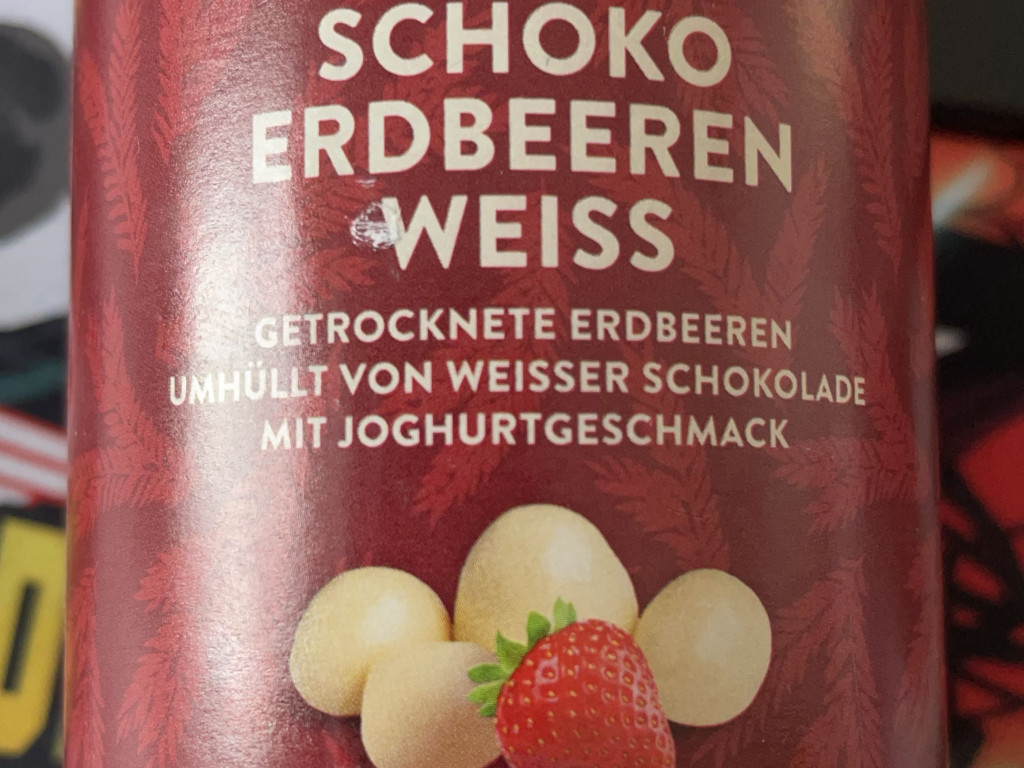 SCHOKO
ERDBEEREN
WEISS
GETROCKNETE ERDBEEREN
UMHÜLLT VON WEISSER SCHOKOLADE
MIT JOGHURTGESCHMACK